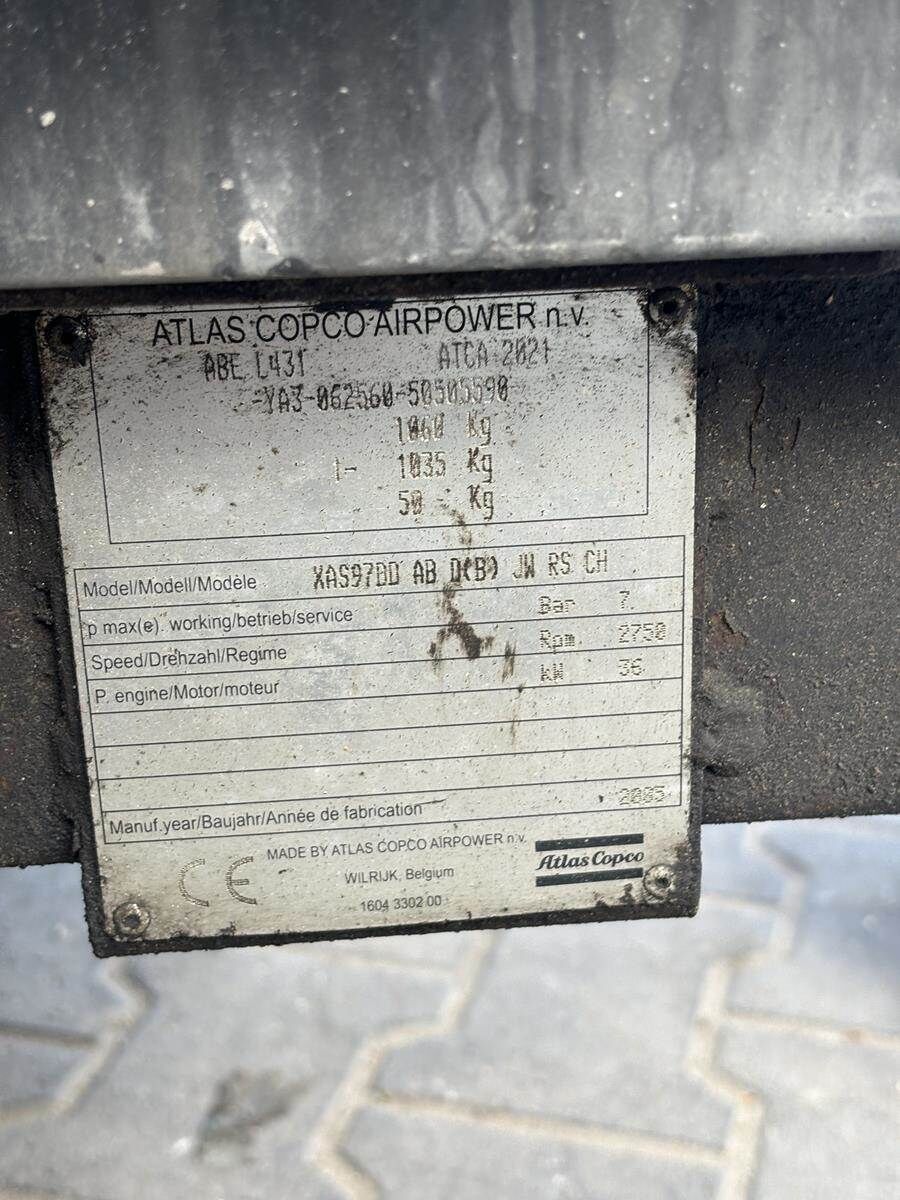 ATLAS COPCO AIRPOWER n.v.
ABE L431 ATCA 2021
YA3-062560-50505590
1060 Kg
1- 1035 Kg
50 - Kg
Model/Modell/Modèle XAS97DD AB D(B) JW RS CH
p max(e). working/betrieb/service Bar 7
Speed/Drehzahl/Regime Rpm. 2750
P. engine/Motor/moteur kW 36
Manuf.year/Baujahr/Année de fabrication 2005
CE
MADE BY ATLAS COPCO AIRPOWER n.v.
WILRIJK, Belgium
1604 3302 00
Atlas Copco